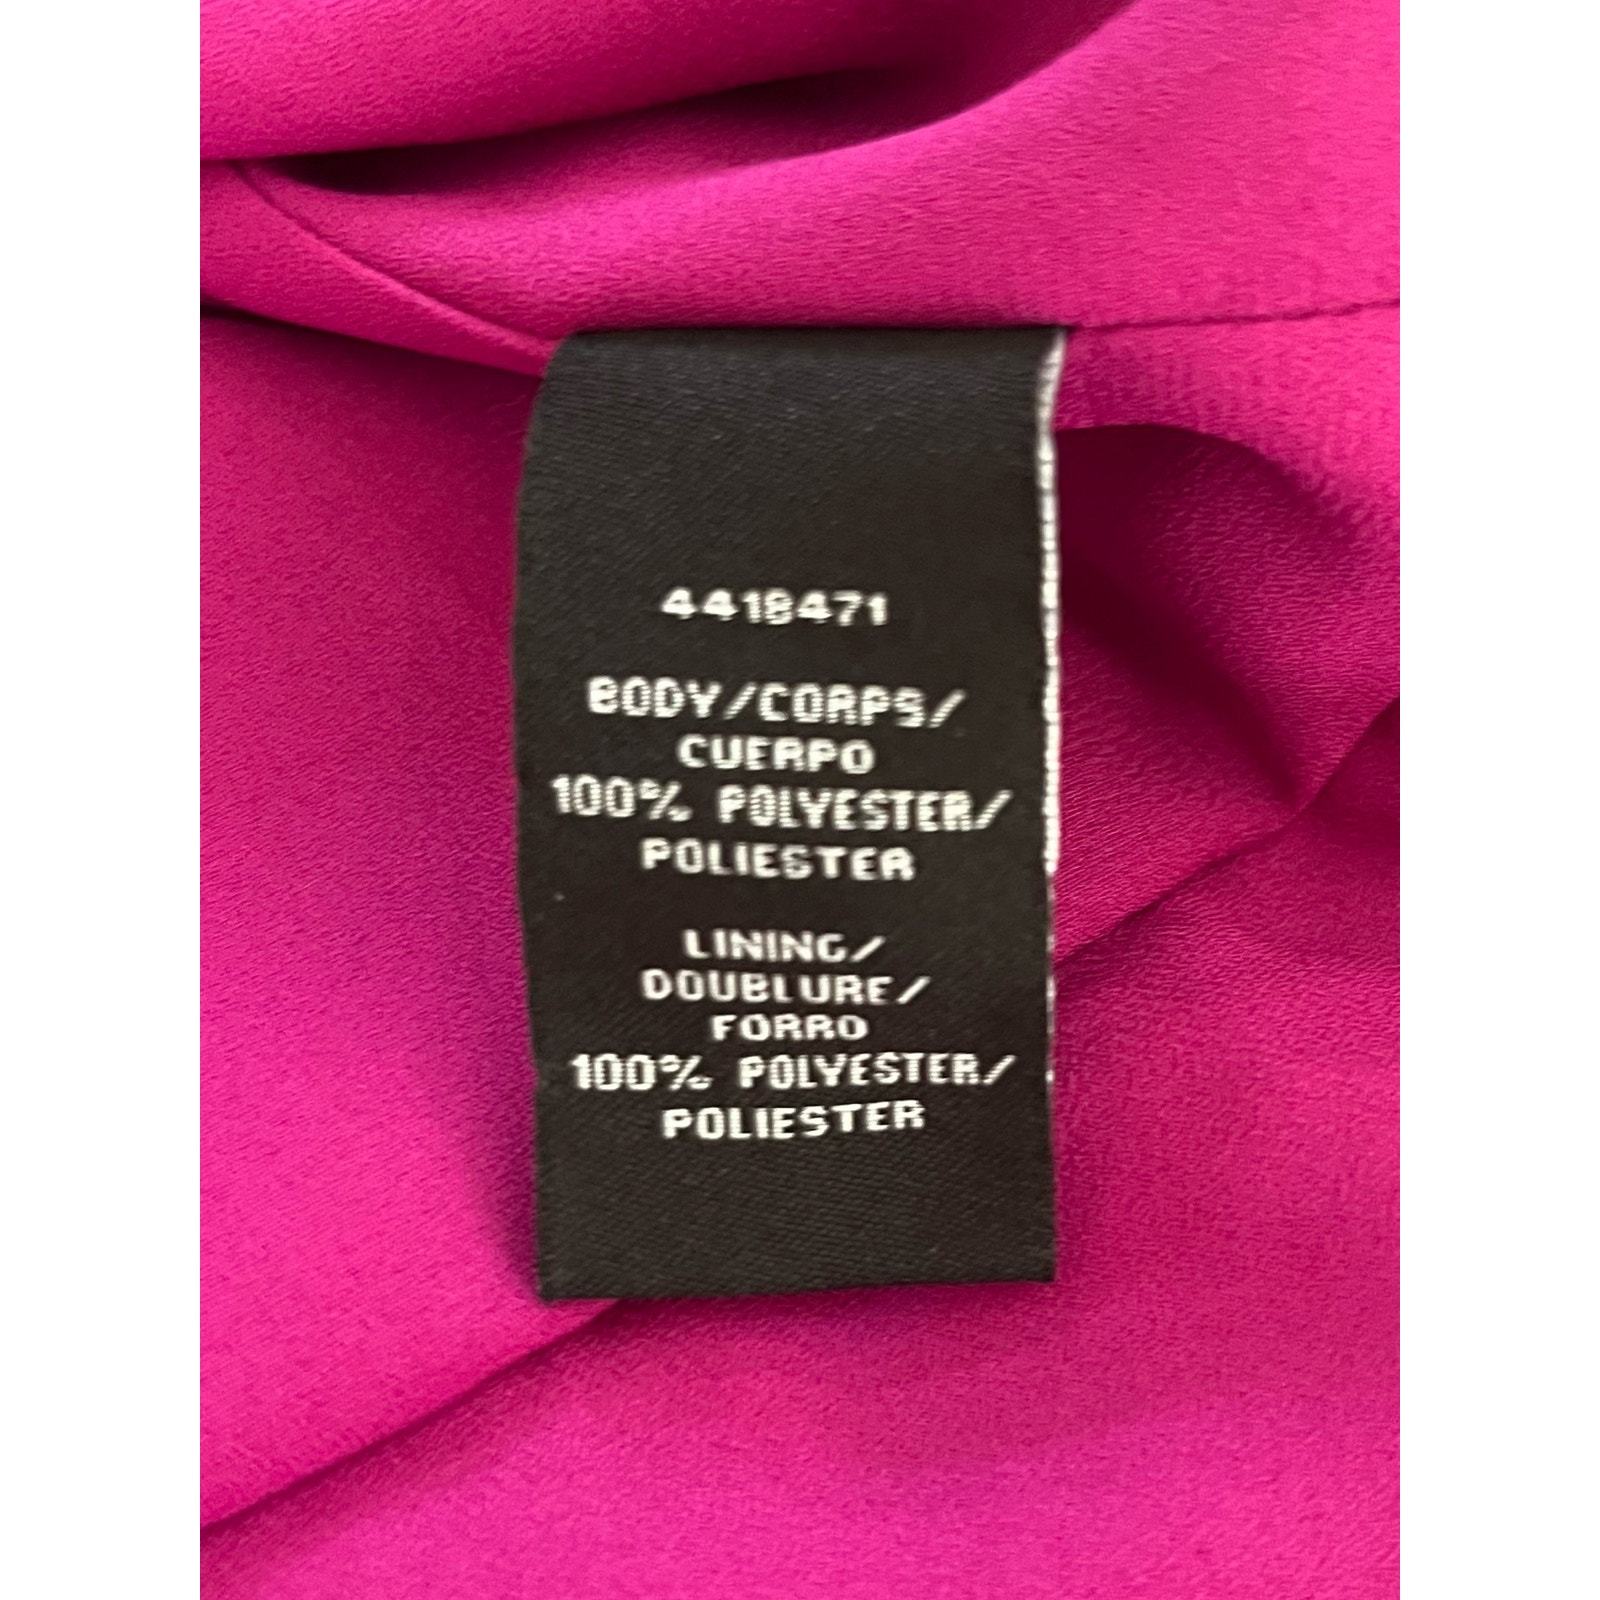 4418471
BODY/CORPS/
CUERPO
100% POLYESTER/
POLIESTER
LINING/
DOUBLURE/
FORRO
100% POLYESTER/
POLIESTER